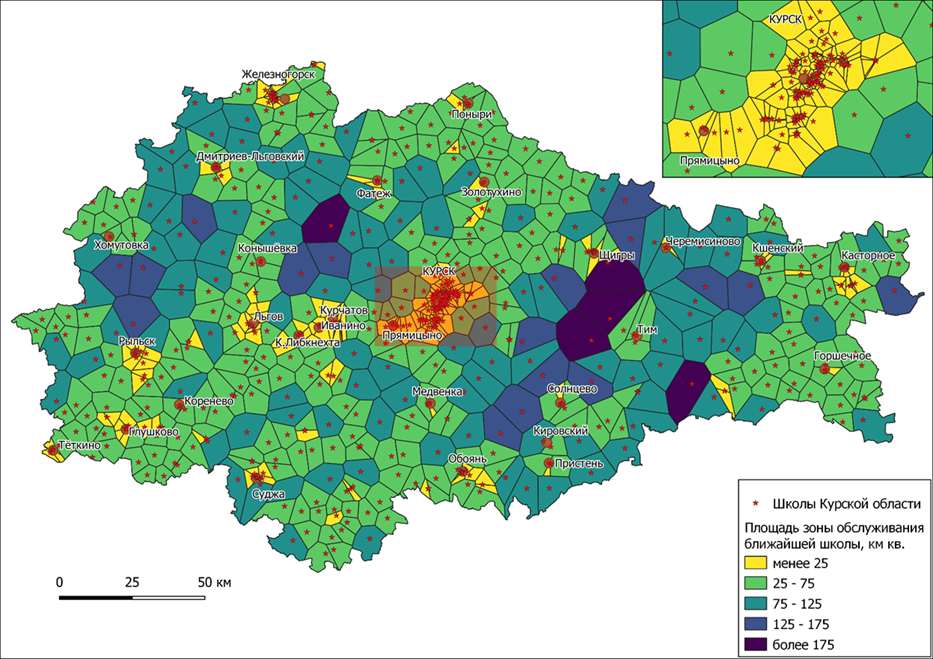 КУРСК
Прямицыно
Железногорск
Поныри
Дмитриев-Льговский
Фатеж
Золотухино
Хомутовка
Конышёвка
КУРСК
Щигры
Черемисиново
Кшенский
Касторное
Льгов
Курчатов
Иванино
К.Либкнехта
Прямицыно
Тим
Рыльск
Горшечное
Коренево
Медвенка
Солнцево
Глушково
Кировский
Тёткино
Обоянь
Пристень
Суджа
0 25 50 км
Школы Курской области
Площадь зоны обслуживания
ближайшей школы, км кв.
менее 25
25 - 75
75 - 125
125 - 175
более 175